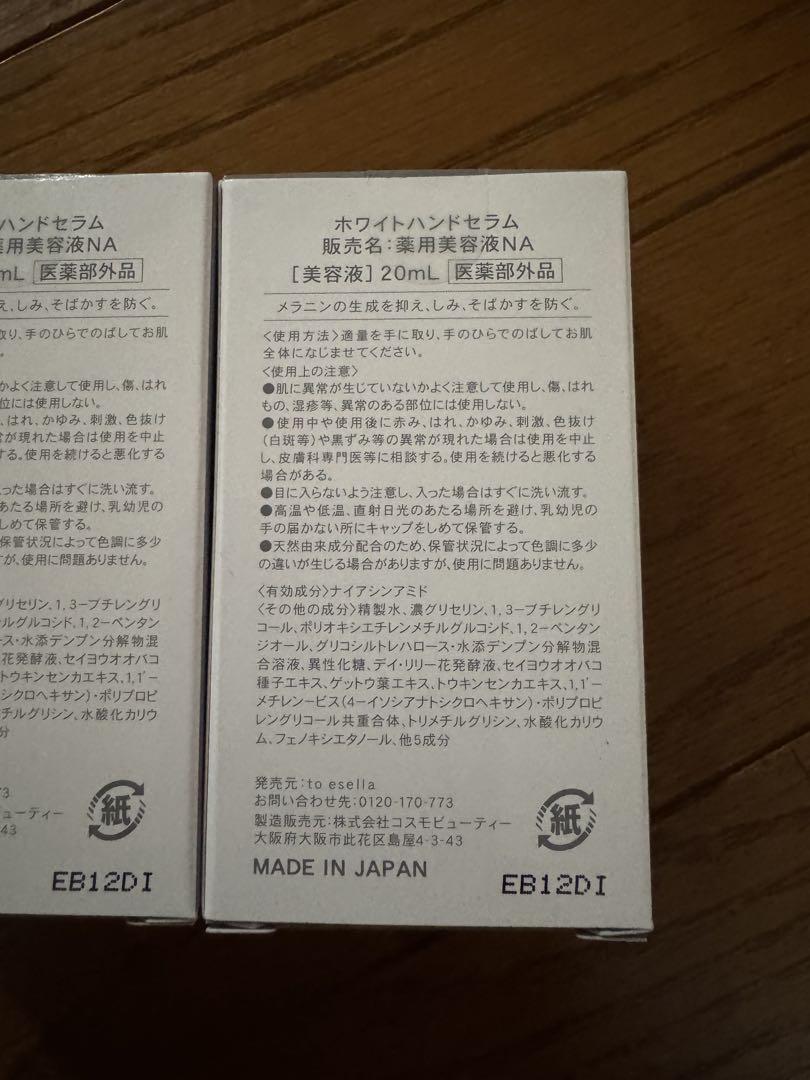 ハンドセラム
薬用美容液NA
mL 医薬部外品
え、しみ、そばかすを防ぐ。
取り、手のひらでのばしてお肌
。
かよく注意して使用し、傷、はれ
位には使用しない。
、はれ、かゆみ、刺激、色抜け
常が現れた場合は使用を中止
する。使用を続けると悪化する
入った場合はすぐに洗い流す。
あたる場所を避け、乳幼児の
しめて保管する。
保管状況によって色調に多少
すが、使用に問題ありません。
グリセリン、1,3−ブチレングリ
チルグルコシド、1,2−ペンタン
ース・水添デンプン分解物混
花発酵液、セイヨウオオバコ
トウキンセンカエキス、1,1'−
シクロヘキサン)・ポリプロピ
メチルグリシン、水酸化カリウ
分
73
ューティー
43
紙
EB12DI
ホワイトハンドセラム
販売名：薬用美容液NA
[美容液] 20mL 医薬部外品
メラニンの生成を抑え、しみ、そばかすを防ぐ。
〈使用方法〉適量を手に取り、手のひらでのばしてお肌
全体になじませてください。
〈使用上の注意〉
●肌に異常が生じていないかよく注意して使用し、傷、はれ
もの、湿疹等、異常のある部位には使用しない。
●使用中や使用後に赤み、はれ、かゆみ、刺激、色抜け
(白斑等)や黒ずみ等の異常が現れた場合は使用を中止
し、皮膚科専門医等に相談する。使用を続けると悪化する
場合がある。
●目に入らないよう注意し、入った場合はすぐに洗い流す。
●高温や低温、直射日光のあたる場所を避け、乳幼児の
手の届かない所にキャップをしめて保管する。
●天然由来成分配合のため、保管状況によって色調に多少
の違いが生じる場合がありますが、使用に問題ありません。
〈有効成分〉ナイアシンアミド
〈その他の成分〉精製水、濃グリセリン、1,3−ブチレングリ
コール、ポリオキシエチレンメチルグルコシド、1,2−ペンタン
ジオール、グリコシルトレハロース・水添デンプン分解物混
合溶液、異性化糖、デイ・リリー花発酵液、セイヨウオオバコ
種子エキス、ゲットウ葉エキス、トウキンセンカエキス、1,1'−
メチレン−ビス(4−イソシアナトシクロヘキサン)・ポリプロピ
レングリコール共重合体、トリメチルグリシン、水酸化カリウ
ム、フェノキシエタノール、他5成分
発売元：to esella
お問い合わせ先：0120-170-773
製造販売元：株式会社コスモビューティー
大阪府大阪市此花区島屋4-3-43
MADE IN JAPAN
紙
EB12DI